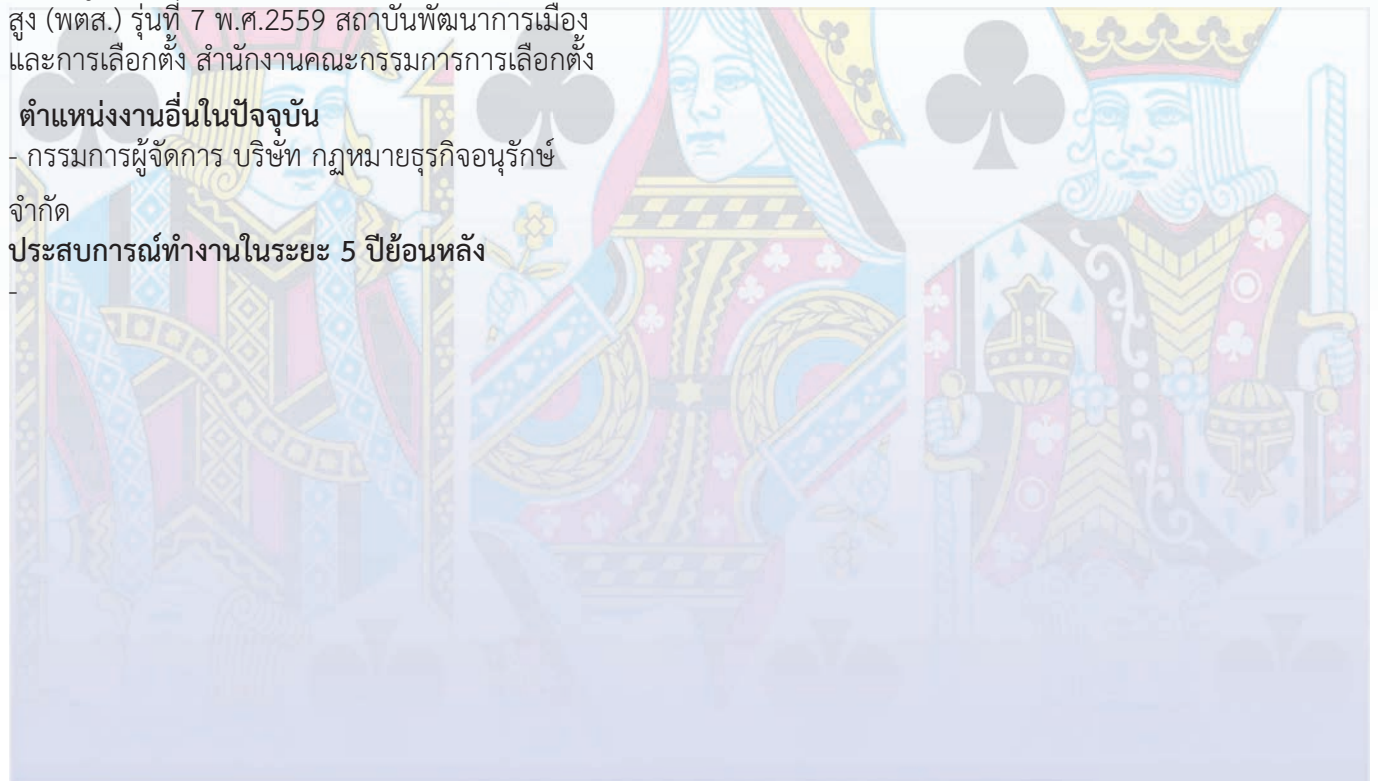 สูง (พตส.) รุ่นที่ 7 พ.ศ.2559 สถาบันพัฒนาการเมือง
และการเลือกตั้ง สำนักงานคณะกรรมการการเลือกตั้ง
ตำแหน่งงานอื่นในปัจจุบัน
- กรรมการผู้จัดการ บริษัท กฎหมายธุรกิจอนุรักษ์
จำกัด
ประสบการณ์ทำงานในระยะ 5 ปีย้อนหลัง
-